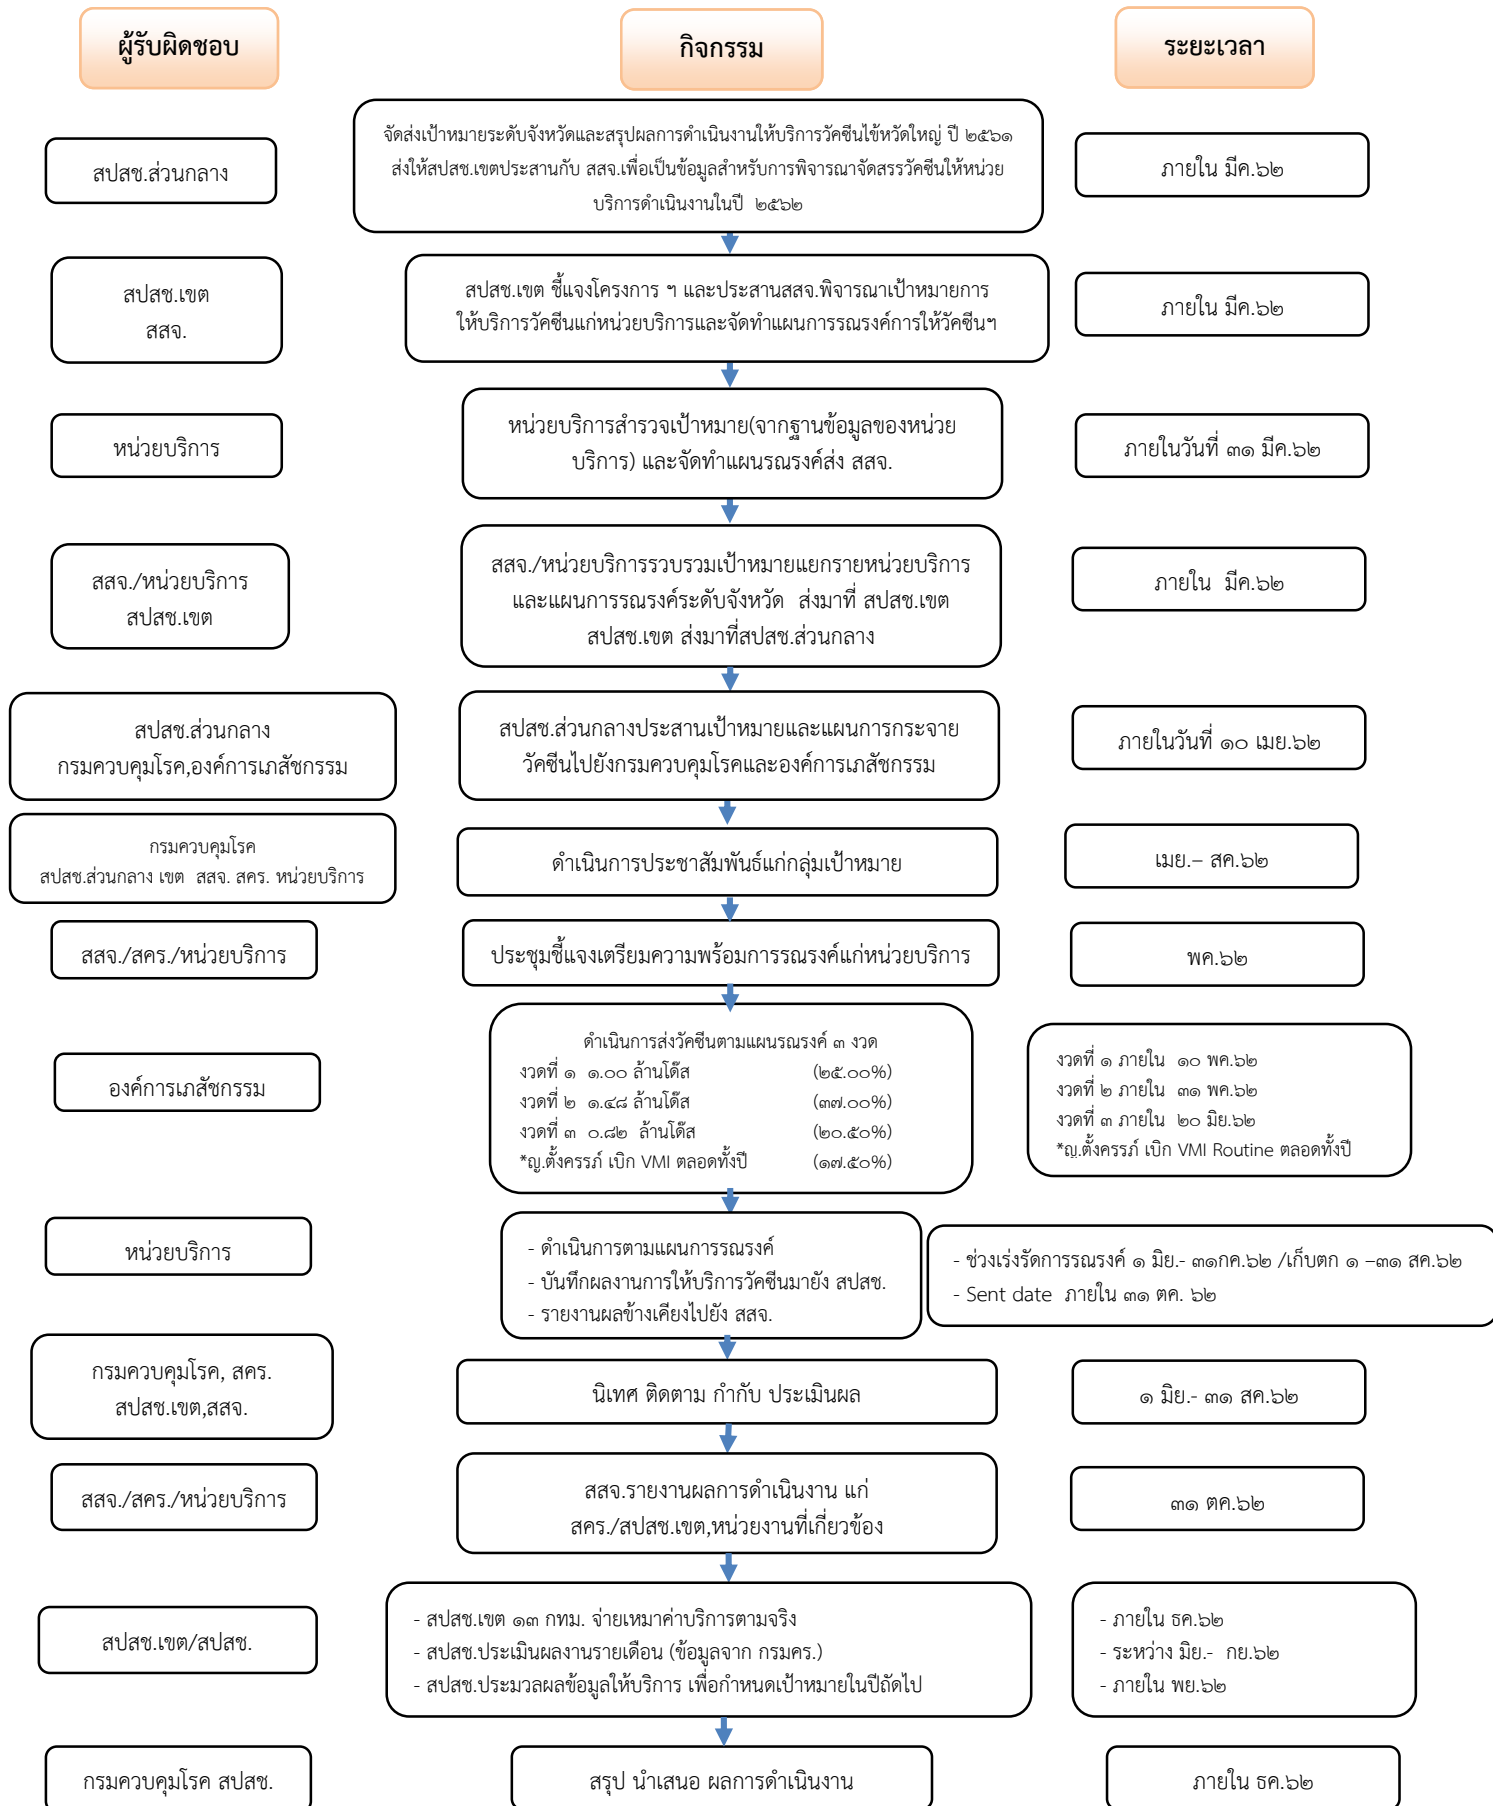 ผู้รับผิดชอบ
กิจกรรม
ระยะเวลา
สปสช.ส่วนกลาง
จัดส่งเป้าหมายระดับจังหวัดและสรุปผลการดำเนินงานให้บริการวัคซีนไข้หวัดใหญ่ ปี ๒๕๖๑
ส่งให้สปสช.เขตประสานกับ สสจ.เพื่อเป็นข้อมูลสำหรับการพิจารณาจัดสรรวัคซีนให้หน่วย
บริการดำเนินงานในปี ๒๕๖๒
ภายใน มีค.๖๒
สปสช.เขต
สสจ.
สปสช.เขต ชี้แจงโครงการ ฯ และประสานสสจ.พิจารณาเป้าหมายการ
ให้บริการวัคซีนแก่หน่วยบริการและจัดทำแผนการรณรงค์การให้วัคซีนฯ
ภายใน มีค.๖๒
หน่วยบริการ
หน่วยบริการสำรวจเป้าหมาย(จากฐานข้อมูลของหน่วย
บริการ) และจัดทำแผนรณรงค์ส่ง สสจ.
ภายในวันที่ ๓๑ มีค.๖๒
สสจ./หน่วยบริการ
สปสช.เขต
สสจ./หน่วยบริการรวบรวมเป้าหมายแยกรายหน่วยบริการ
และแผนการรณรงค์ระดับจังหวัด ส่งมาที่ สปสช.เขต
สปสช.เขต ส่งมาที่สปสช.ส่วนกลาง
ภายใน มีค.๖๒
สปสช.ส่วนกลาง
กรมควบคุมโรค,องค์การเภสัชกรรม
สปสช.ส่วนกลางประสานเป้าหมายและแผนการกระจาย
วัคซีนไปยังกรมควบคุมโรคและองค์การเภสัชกรรม
ภายในวันที่ ๑๐ เมย.๖๒
กรมควบคุมโรค
สปสช.ส่วนกลาง เขต สสจ. สคร. หน่วยบริการ
ดำเนินการประชาสัมพันธ์แก่กลุ่มเป้าหมาย
เมย.– สค.๖๒
สสจ./สคร./หน่วยบริการ
ประชุมชี้แจงเตรียมความพร้อมการรณรงค์แก่หน่วยบริการ
พค.๖๒
องค์การเภสัชกรรม
ดำเนินการส่งวัคซีนตามแผนรณรงค์ ๓ งวด
งวดที่ ๑ ๑.๐๐ ล้านโด๊ส (๒๕.๐๐%)
งวดที่ ๒ ๑.๔๘ ล้านโด๊ส (๓๗.๐๐%)
งวดที่ ๓ ๐.๘๒ ล้านโด๊ส (๒๐.๕๐%)
*ญ.ตั้งครรภ์ เบิก VMI ตลอดทั้งปี (๑๗.๕๐%)
งวดที่ ๑ ภายใน ๑๐ พค.๖๒
งวดที่ ๒ ภายใน ๓๑ พค.๖๒
งวดที่ ๓ ภายใน ๒๐ มิย.๖๒
*ญ.ตั้งครรภ์ เบิก VMI Routine ตลอดทั้งปี
หน่วยบริการ
- ดำเนินการตามแผนการรณรงค์
- บันทึกผลงานการให้บริการวัคซีนมายัง สปสช.
- รายงานผลข้างเคียงไปยัง สสจ.
- ช่วงเร่งรัดการรณรงค์ ๑ มิย.- ๓๑กค.๖๒ /เก็บตก ๑ –๓๑ สค.๖๒
- Sent date ภายใน ๓๑ ตค. ๖๒
กรมควบคุมโรค, สคร.
สปสช.เขต,สสจ.
นิเทศ ติดตาม กำกับ ประเมินผล
๑ มิย.- ๓๑ สค.๖๒
สสจ./สคร./หน่วยบริการ
สสจ.รายงานผลการดำเนินงาน แก่
สคร./สปสช.เขต,หน่วยงานที่เกี่ยวข้อง
๓๑ ตค.๖๒
สปสช.เขต/สปสช.
- สปสช.เขต ๑๓ กทม. จ่ายเหมาค่าบริการตามจริง
- สปสช.ประเมินผลงานรายเดือน (ข้อมูลจาก กรมคร.)
- สปสช.ประมวลผลข้อมูลให้บริการ เพื่อกำหนดเป้าหมายในปีถัดไป
- ภายใน ธค.๖๒
- ระหว่าง มิย.- กย.๖๒
- ภายใน พย.๖๒
กรมควบคุมโรค สปสช.
สรุป นำเสนอ ผลการดำเนินงาน
ภายใน ธค.๖๒